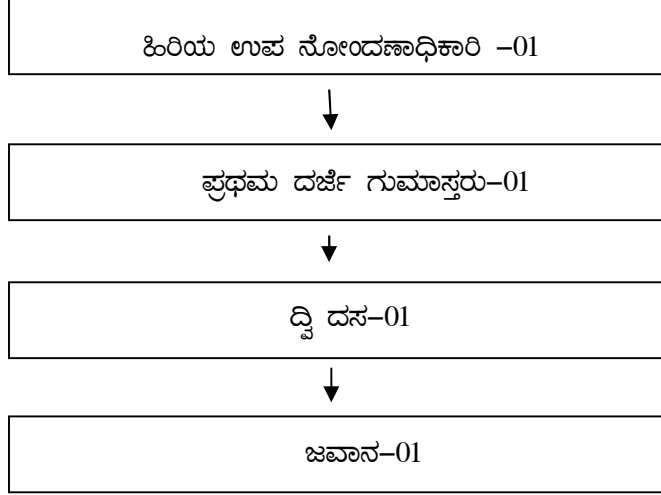 ಹಿರಿಯ ಉಪ ನೋಂದಣಾಧಿಕಾರಿ –01
ಪ್ರಥಮ ದರ್ಜೆ ಗುಮಾಸ್ತರು–01
ದ್ವಿ ದಸ–01
ಜವಾನ–01